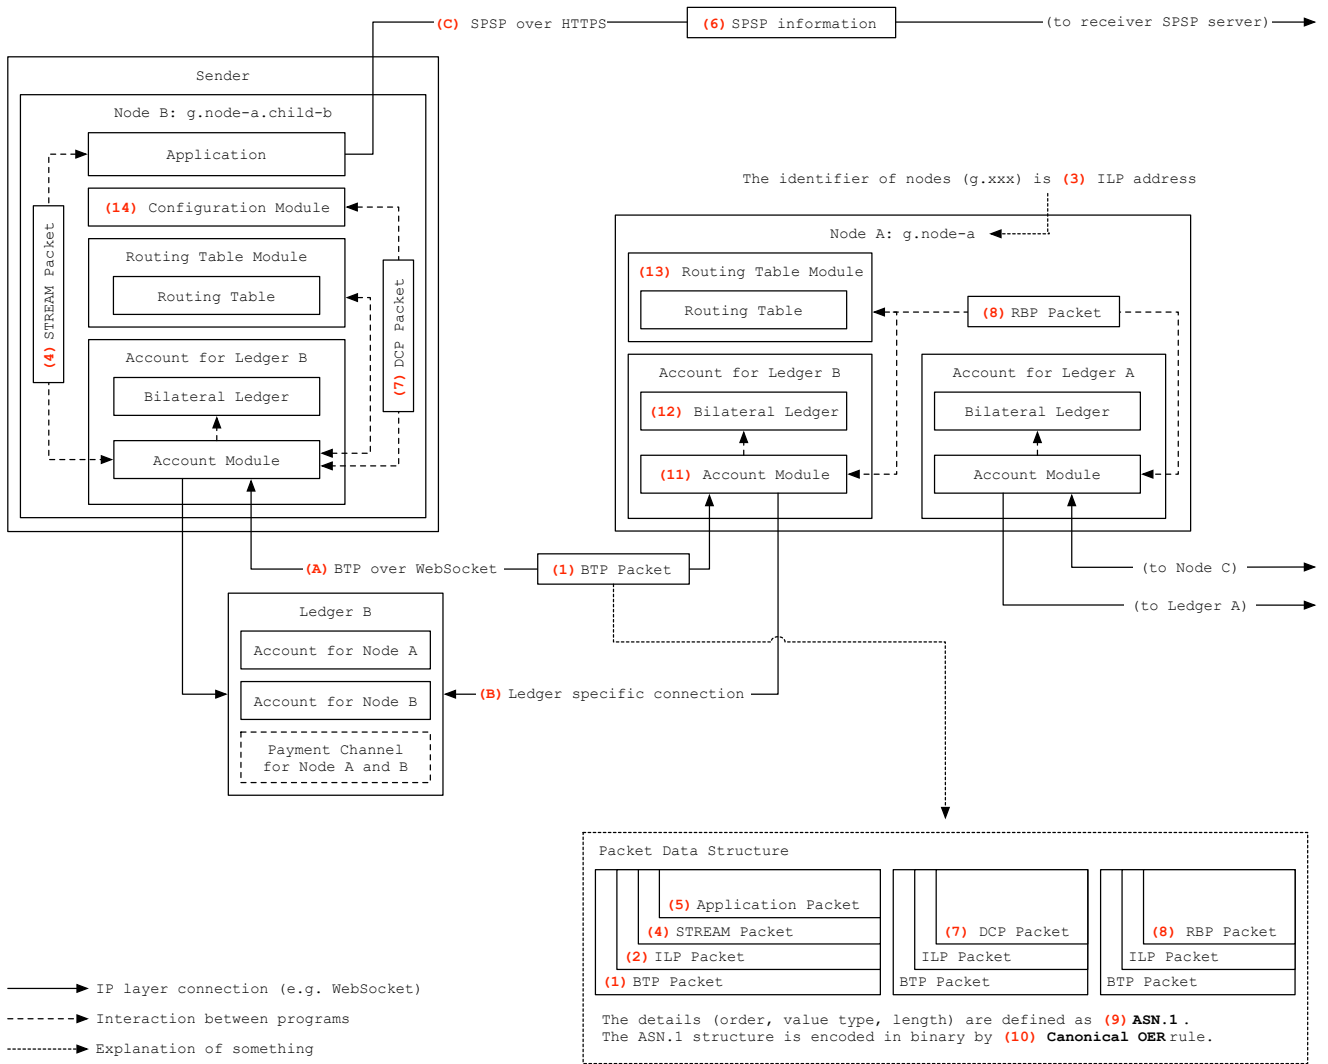 (C) SPSP over HTTPS
(6) SPSP information
(to receiver SPSP server)
Sender
Node B: g.node-a.child-b
Application
(14) Configuration Module
Routing Table Module
Routing Table
(4) STREAM Packet
(7) DCP Packet
Account for Ledger B
Bilateral Ledger
Account Module
The identifier of nodes (g.xxx) is (3) ILP address
Node A: g.node-a
(13) Routing Table Module
Routing Table
(8) RBP Packet
Account for Ledger B
(12) Bilateral Ledger
(11) Account Module
Account for Ledger A
Bilateral Ledger
Account Module
(A) BTP over WebSocket
(1) BTP Packet
(to Node C)
(to Ledger A)
Ledger B
Account for Node A
Account for Node B
Payment Channel
for Node A and B
(B) Ledger specific connection
Packet Data Structure
(5) Application Packet
(4) STREAM Packet
(2) ILP Packet
(1) BTP Packet
(7) DCP Packet
ILP Packet
BTP Packet
(8) RBP Packet
ILP Packet
BTP Packet
The details (order, value type, length) are defined as (9) ASN.1 .
The ASN.1 structure is encoded in binary by (10) Canonical OER rule.
IP layer connection (e.g. WebSocket)
Interaction between programs
Explanation of something